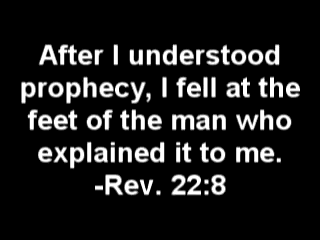 After I understood
prophecy, I fell at the
feet of the man who
explained it to me.
-Rev. 22:8